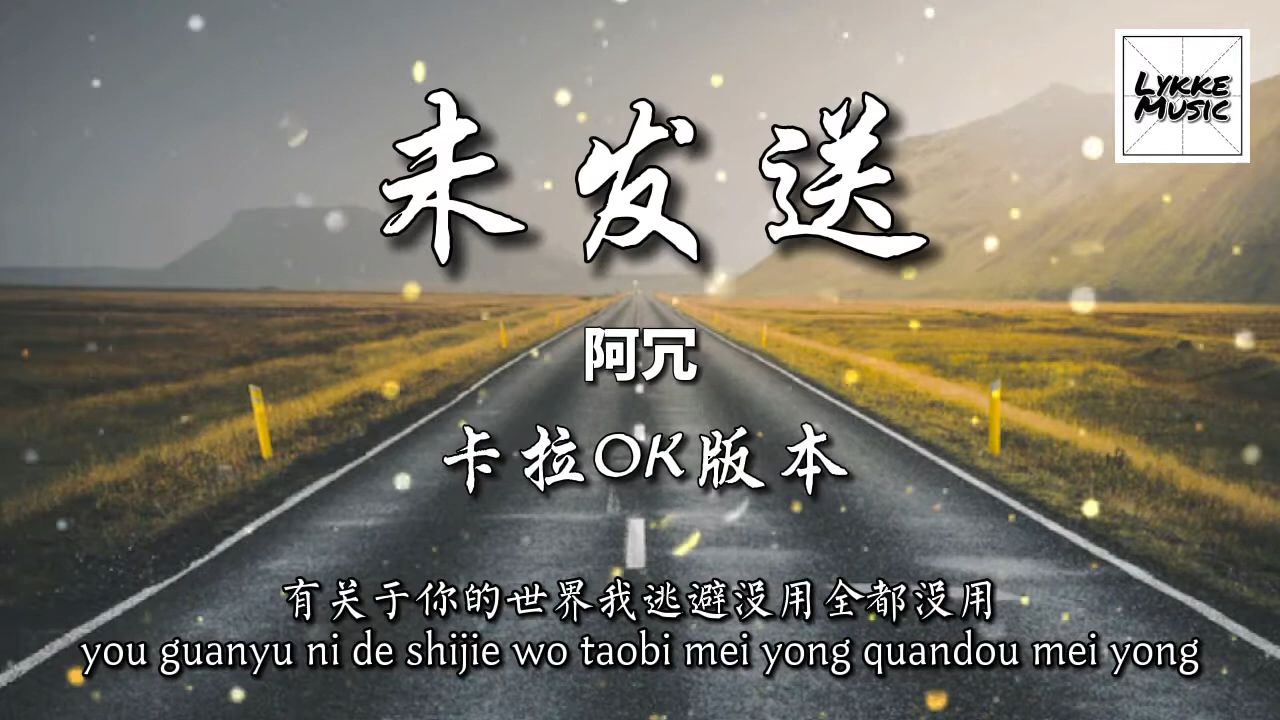 LYKKE
MUSIC
未发送
阿冗
卡拉OK版本
有关于你的世界我逃避没用全都没用
you guanyu ni de shijie wo taobi mei yong quandou mei yong